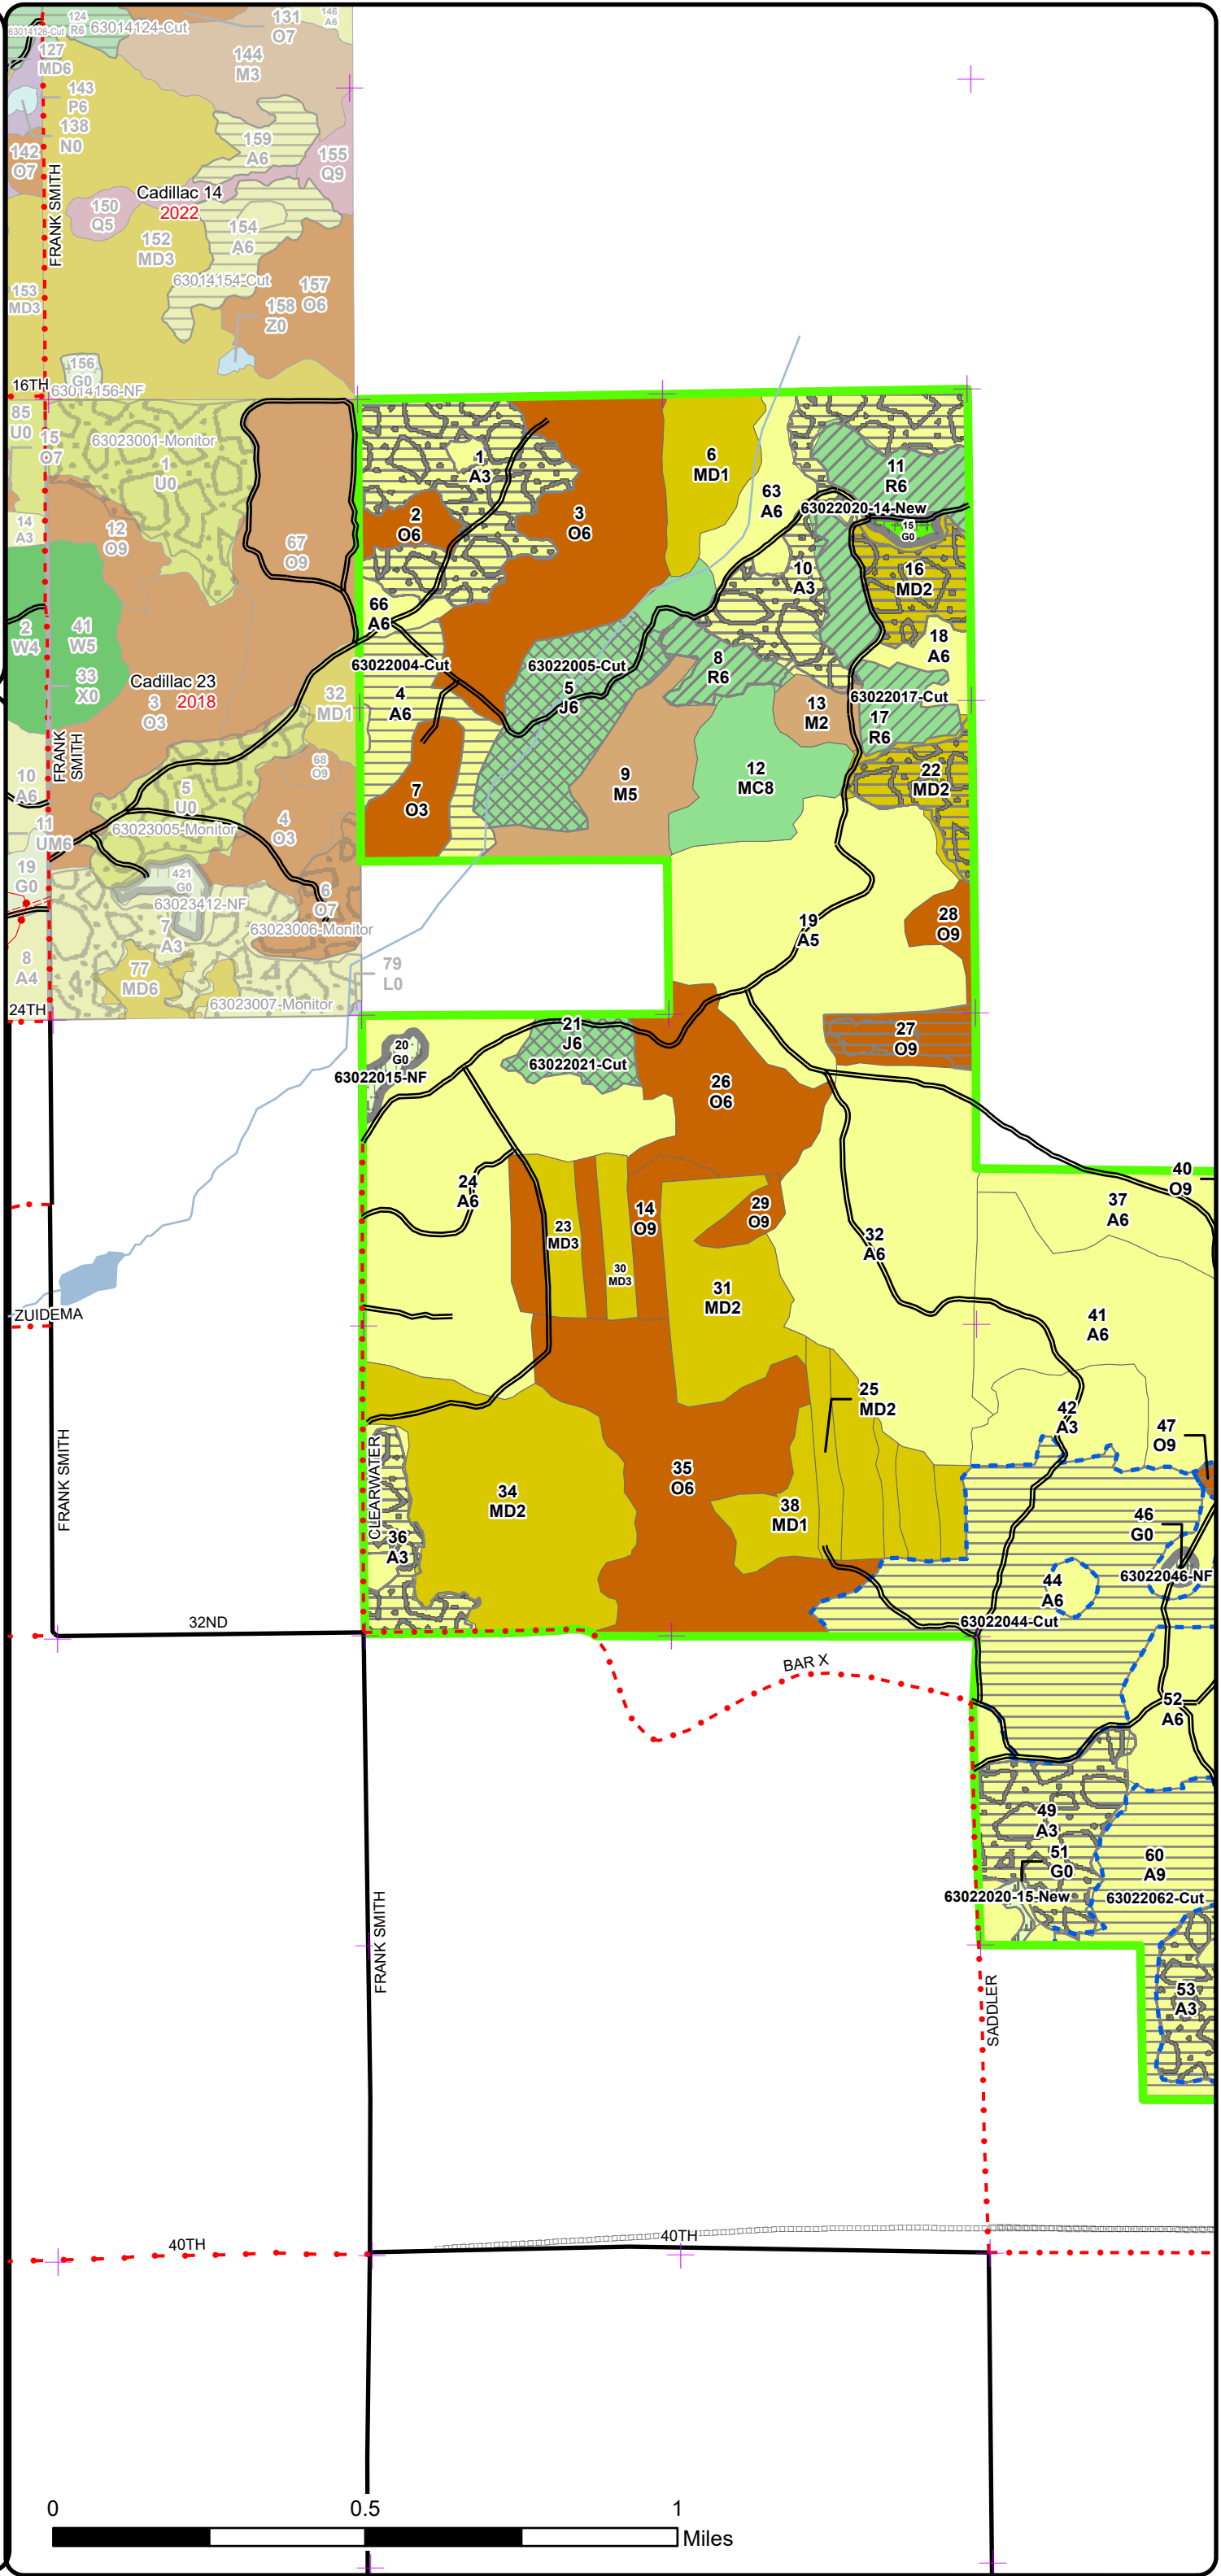 124
R6
63014126-Cut
63014124-Cut
131
O7
146
A6
127
MD6
144
M3
143
P6
138
N0
142
O7
159
A6
155
Q9
FRANK SMITH
Cadillac 14
2022
150
Q5
154
A6
152
MD3
63014154-Cut
153
MD3
157
O6
158
Z0
156
G0
16TH
63014156-NF
85
U0
15
O7
63023001-Monitor
1
U0
14
A3
12
O9
67
O9
2
W4
41
W5
33
X0
Cadillac 23
2018
3
O3
32
MD1
FRANK
SMITH
68
O9
10
A6
5
U0
4
O3
11
UM6
63023005-Monitor
19
G0
421
G0
63023412-NF
6
O7
7
A3
63023006-Monitor
8
A4
77
MD6
79
L0
63023007-Monitor
24TH
1
A3
2
O6
3
O6
6
MD1
63
A6
11
R6
63022020-14-New
15
G0
10
A3
16
MD2
66
A6
18
A6
63022004-Cut
63022005-Cut
8
R6
5
J6
4
A6
13
M2
63022017-Cut
17
R6
7
O3
9
M5
12
MC8
22
MD2
19
A5
28
O9
20
G0
21
J6
63022021-Cut
63022015-NF
27
O9
26
O6
24
A6
23
MD3
30
MD3
14
O9
29
O9
32
A6
40
O9
37
A6
31
MD2
41
A6
ZUIDEMA
25
MD2
42
A3
47
O9
FRANK SMITH
CLEARWATER
34
MD2
35
O6
38
MD1
36
A3
46
G0
63022046-NF
44
A6
63022044-Cut
32ND
BAR X
52
A6
49
A3
51
G0
60
A9
63022020-15-New
63022062-Cut
FRANK SMITH
SADDLER
53
A3
40TH
40TH
0
0.5
1
Miles